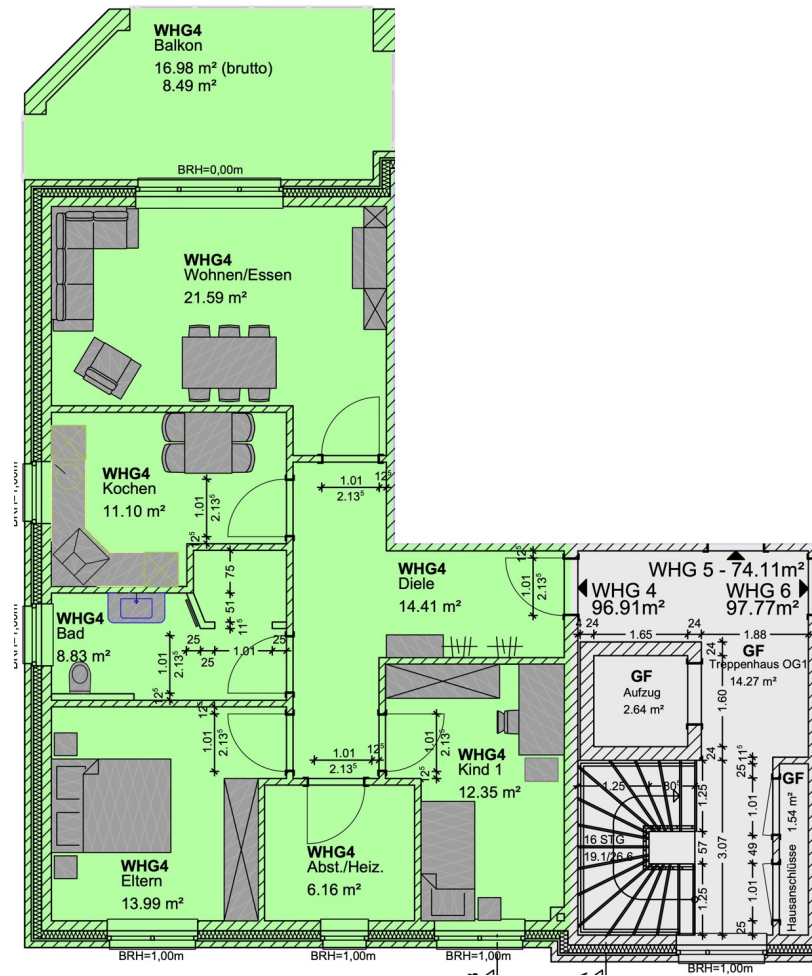 WHG4
Balkon
16.98 m² (brutto)
8.49 m²
BRH=0,00m
WHG4
Wohnen/Essen
21.59 m²
WHG4
Kochen
11.10 m²
1.01
2.13⁵
12⁵
1.01
2.13⁵
12⁵
WHG4
Diele
14.41 m²
12⁵
1.01
2.13⁵
WHG 5 - 74.11m²
WHG 4
96.91m²
WHG 6
97.77m²
75
51
11⁵
WHG4
Bad
8.83 m²
25
25
1.01
25
1.01
2.13⁵
12⁵
24
1.65
24
1.88
GF
Treppenhaus OG1
14.27 m²
GF
Aufzug
2.64 m²
24
1.60
24
12⁵
1.01
2.13⁵
1.01
2.13⁵
12⁵
1.01
2.13⁵
12⁵
WHG4
Kind 1
12.35 m²
WHG4
Eltern
13.99 m²
WHG4
Abst./Heiz.
6.16 m²
1.25
80⁵
16 STG
19.1/26.6
1.25
57
1.25
3.07
11⁵
25
1.01
49
1.01
25
GF
1.54 m²
Hausanschlüsse
BRH=1,00m
BRH=1,00m
BRH=1,00m
BRH=1,00m